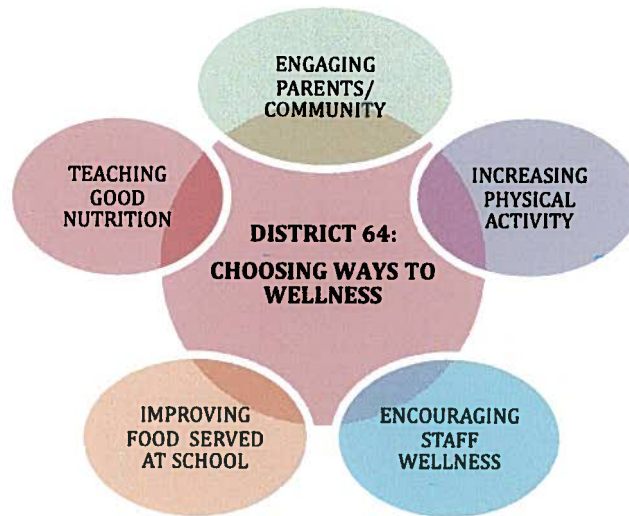 ENGAGING
PARENTS/
COMMUNITY
TEACHING
GOOD
NUTRITION
INCREASING
PHYSICAL
ACTIVITY
DISTRICT 64:
CHOOSING WAYS TO
WELLNESS
IMPROVING
FOOD SERVED
AT SCHOOL
ENCOURAGING
STAFF
WELLNESS